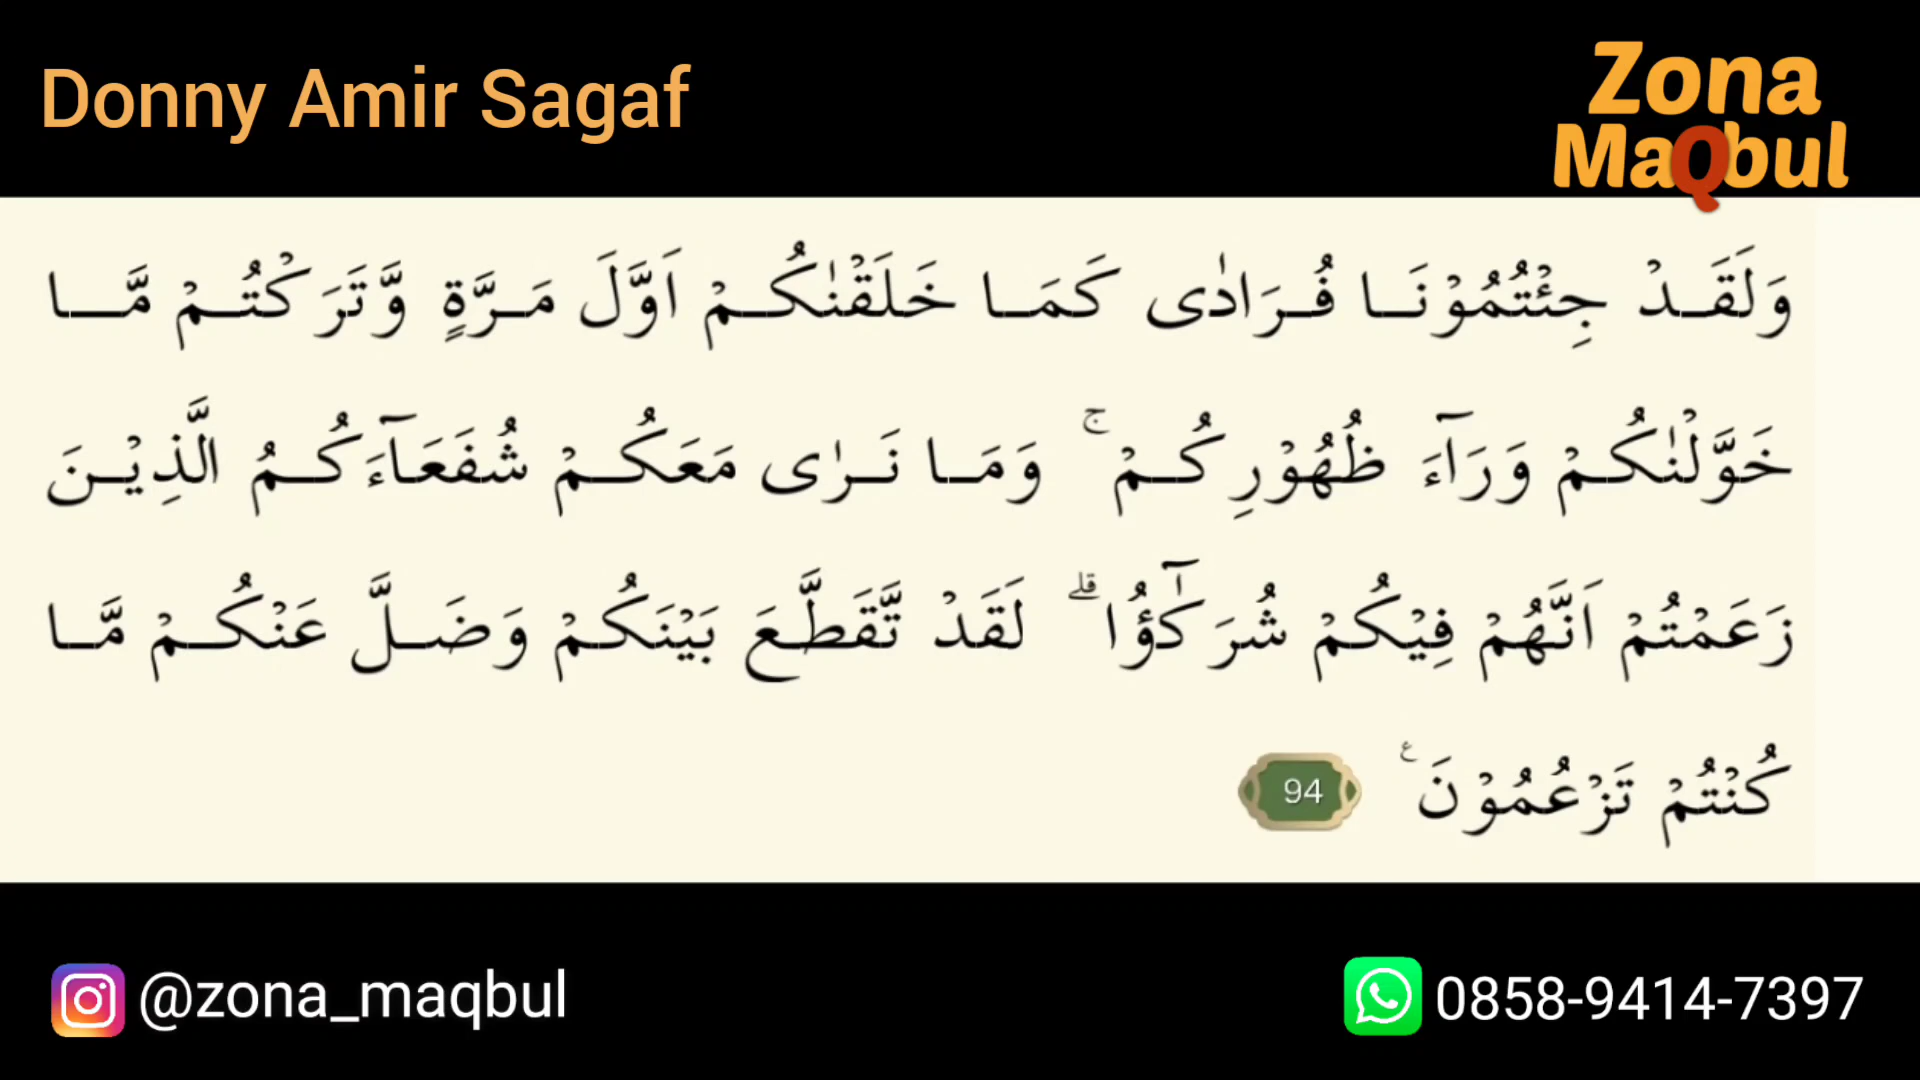 Donny Amir Sagaf
Zona
MaQbul
وَلَقَدْ جِئْتُمُوْنَا فُرَادٰى كَمَا خَلَقْنٰكُمْ اَوَّلَ مَرَّةٍ وَّتَرَكْتُمْ مَّا
خَوَّلْنٰكُمْ وَرَاۤءَ ظُهُوْرِكُمْۚ وَمَا نَرٰى مَعَكُمْ شُفَعَاۤءَكُمُ الَّذِيْنَ
زَعَمْتُمْ اَنَّهُمْ فِيْكُمْ شُرَكٰۤؤُاۗ لَقَدْ تَّقَطَّعَ بَيْنَكُمْ وَضَلَّ عَنْكُمْ مَّا
كُنْتُمْ تَزْعُمُوْنَ ࣖ 94
@zona_maqbul
0858-9414-7397